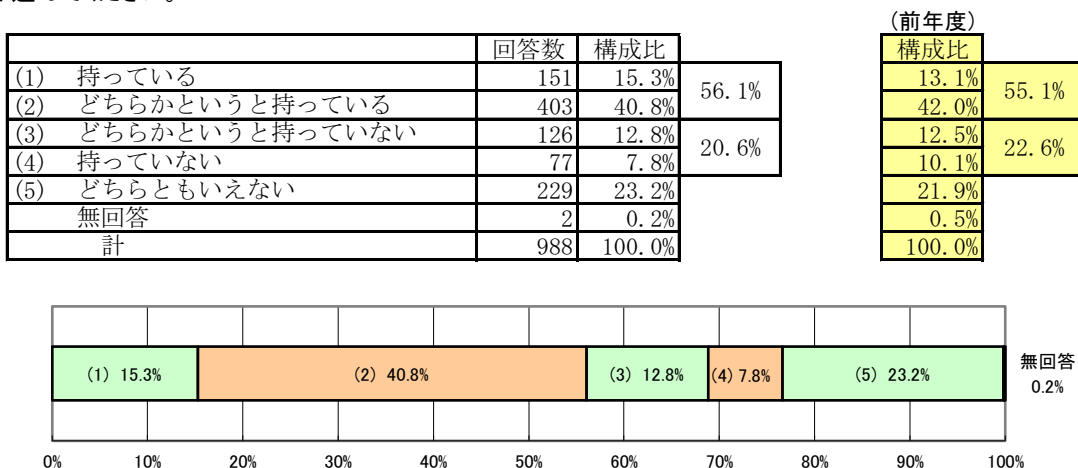 (前年度)
回答数 構成比 構成比
(1) 持っている 151 15.3% 56.1% 13.1% 55.1%
(2) どちらかというと持っている 403 40.8% 42.0%
(3) どちらかというと持っていない 126 12.8% 20.6% 12.5% 22.6%
(4) 持っていない 77 7.8% 10.1%
(5) どちらともいえない 229 23.2% 21.9%
無回答 2 0.2% 0.5%
計 988 100.0% 100.0%
(1) 15.3% (2) 40.8% (3) 12.8% (4) 7.8% (5) 23.2% 無回答
0.2%
0% 10% 20% 30% 40% 50% 60% 70% 80% 90% 100%